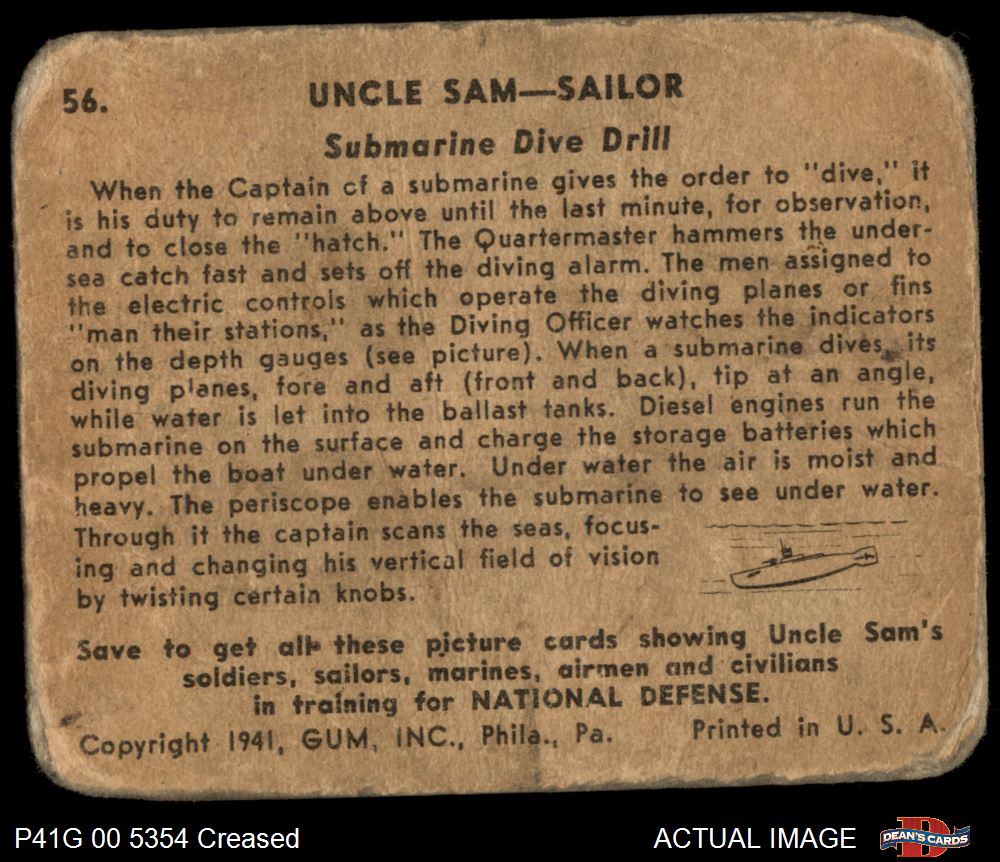 56.
UNCLE SAM—SAILOR
Submarine Dive Drill
When the Captain cf a submarine gives the order to "dive," it
is his duty to remain above until the last minute, for observation,
and to close the "hatch." The Quartermaster hammers the under-
sea catch fast and sets off the diving alarm. The men assigned to
the electric controls which operate the diving planes or fins
"man their stations," as the Diving Officer watches the indicators
on the depth gauges (see picture). When a submarine dives, its
diving planes, fore and aft (front and back), tip at an angle,
while water is let into the ballast tanks. Diesel engines run the
submarine on the surface and charge the storage batteries which
propel the boat under water. Under water the air is moist and
heavy. The periscope enables the submarine to see under water.
Through it the captain scans the seas, focus-
ing and changing his vertical field of vision
by twisting certain knobs.
Save to get all these picture cards showing Uncle Sam's
soldiers, sailors, marines, airmen and civilians
in training for NATIONAL DEFENSE.
Copyright 1941, GUM, INC., Phila., Pa. Printed in U. S. A.
P41G 00 5354 Creased
ACTUAL IMAGE
DEAN'S CARDS